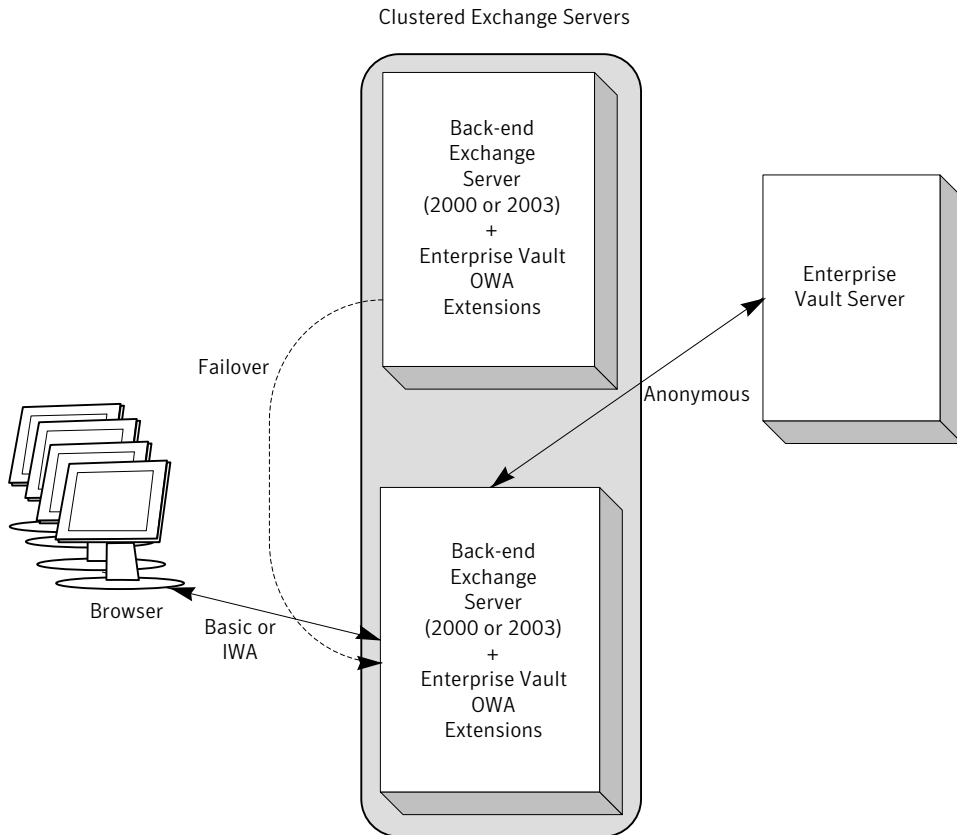 Clustered Exchange Servers
Back-end
Exchange
Server
(2000 or 2003)
+
Enterprise Vault
OWA
Extensions
Enterprise
Vault Server
Failover
Anonymous
Browser
Basic or
IWA
Back-end
Exchange
Server
(2000 or 2003)
+
Enterprise Vault
OWA
Extensions